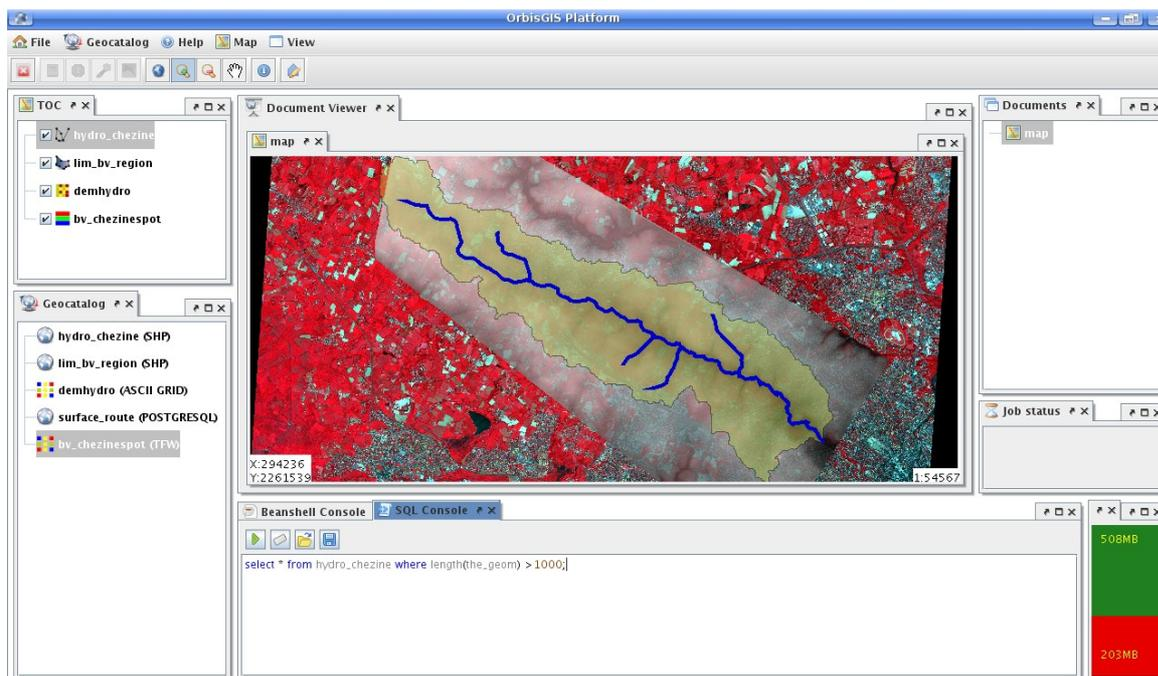 OrbisGIS Platform
File Geocatalog Help Map View
TOC
hydro_chezine
lim_bv_region
demhydro
bv_chezinespot
Geocatalog
hydro_chezine (SHP)
lim_bv_region (SHP)
demhydro (ASCII GRID)
surface_route (POSTGRESQL)
bv_chezinespot (TFW)
Document Viewer
map
X:294236
Y:2261539
1:54567
Documents
map
Job status
Beanshell Console SQL Console
select * from hydro_chezine where length(the_geom) > 1000;
508MB
203MB